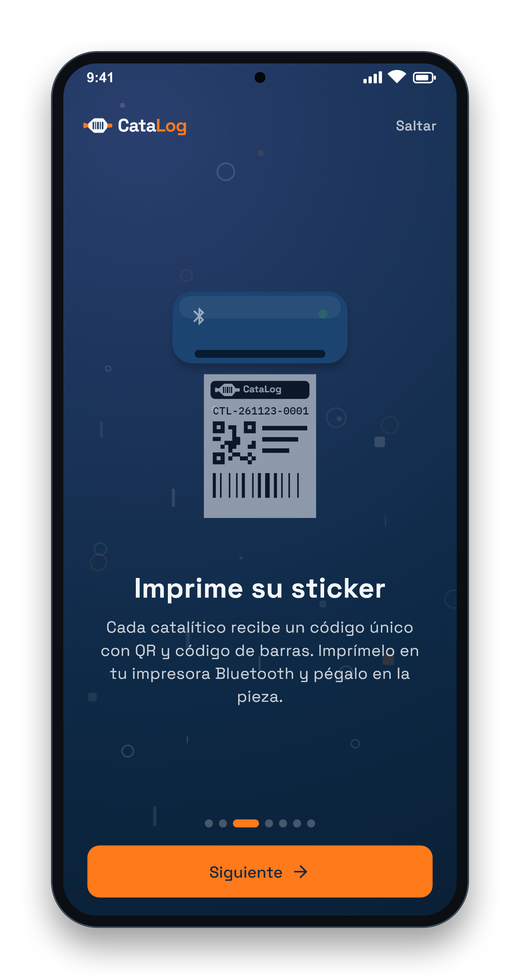 9:41
CataLog
Saltar
CataLog
CTL-261123-0001
Imprime su sticker
Cada catalítico recibe un código único
con QR y código de barras. Imprímelo en
tu impresora Bluetooth y pégalo en la
pieza.
Siguiente